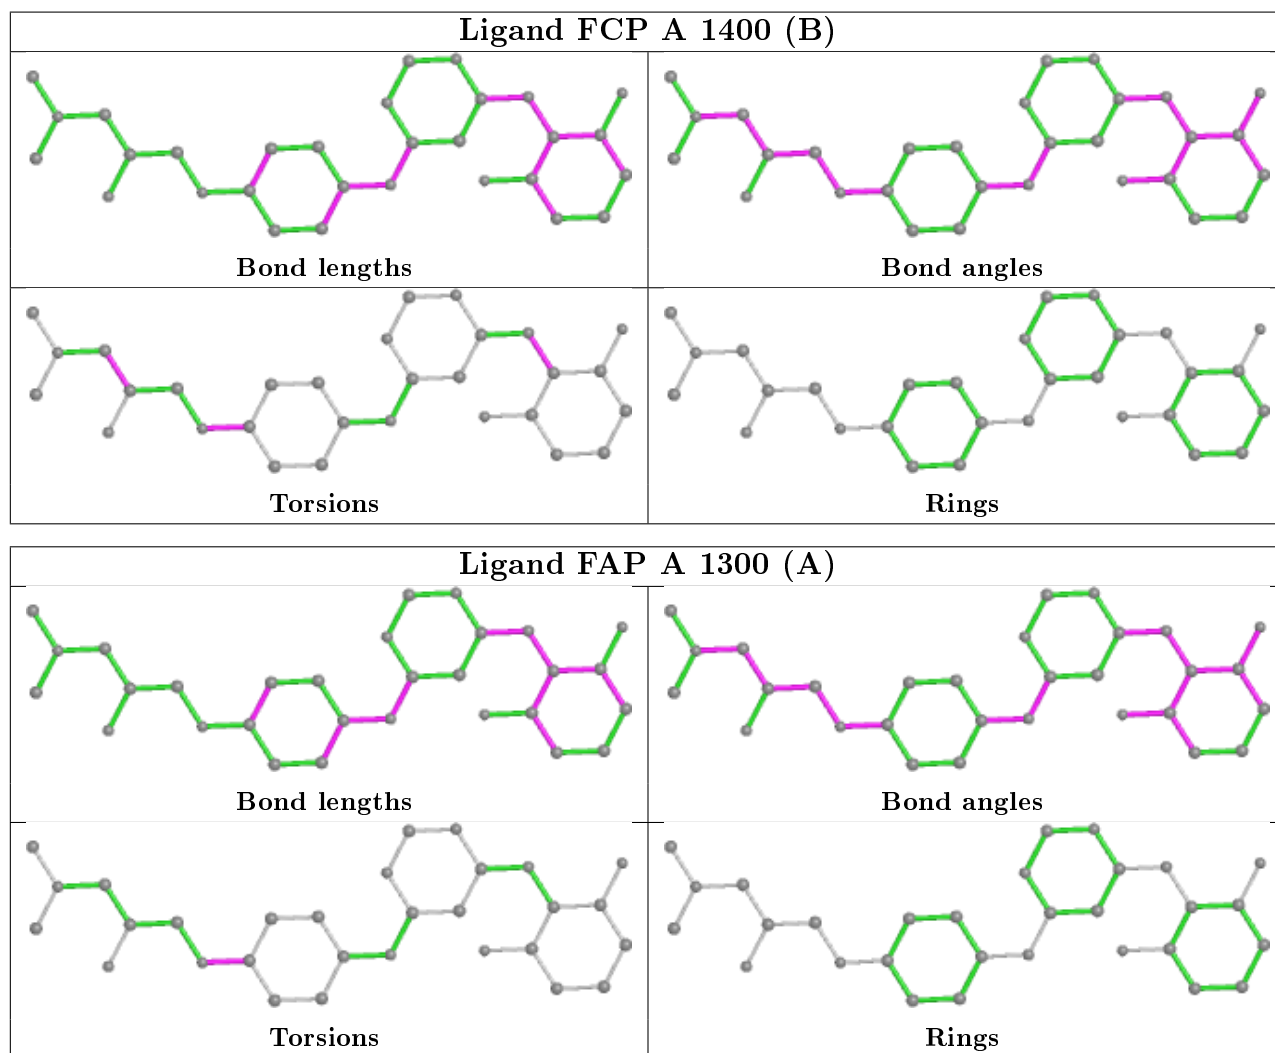 Ligand FCP A 1400 (B)
Bond lengths
Bond angles
Torsions
Rings
Ligand FAP A 1300 (A)
Bond lengths
Bond angles
Torsions
Rings